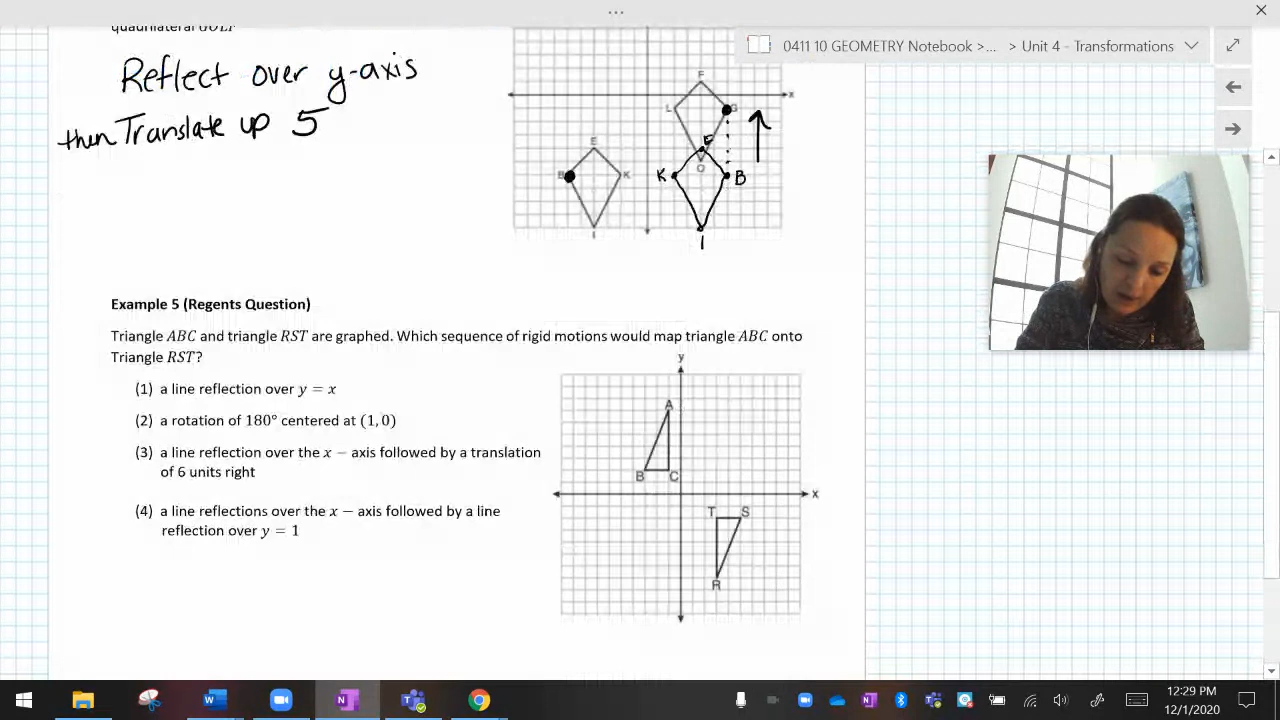 quadrilateral GOLF
0411 10 GEOMETRY Notebook >... > Unit 4 - Transformations
Reflect over y-axis
then Translate up 5
F
x
L
G
E
E
O
B
K
K
B
I
I
Example 5 (Regents Question)
Triangle ABC and triangle RST are graphed. Which sequence of rigid motions would map triangle ABC onto
Triangle RST?
y
(1) a line reflection over y = x
A
(2) a rotation of 180° centered at (1, 0)
(3) a line reflection over the x − axis followed by a translation
of 6 units right
B C
x
(4) a line reflections over the x − axis followed by a line
reflection over y = 1
T S
R
12:29 PM
12/1/2020